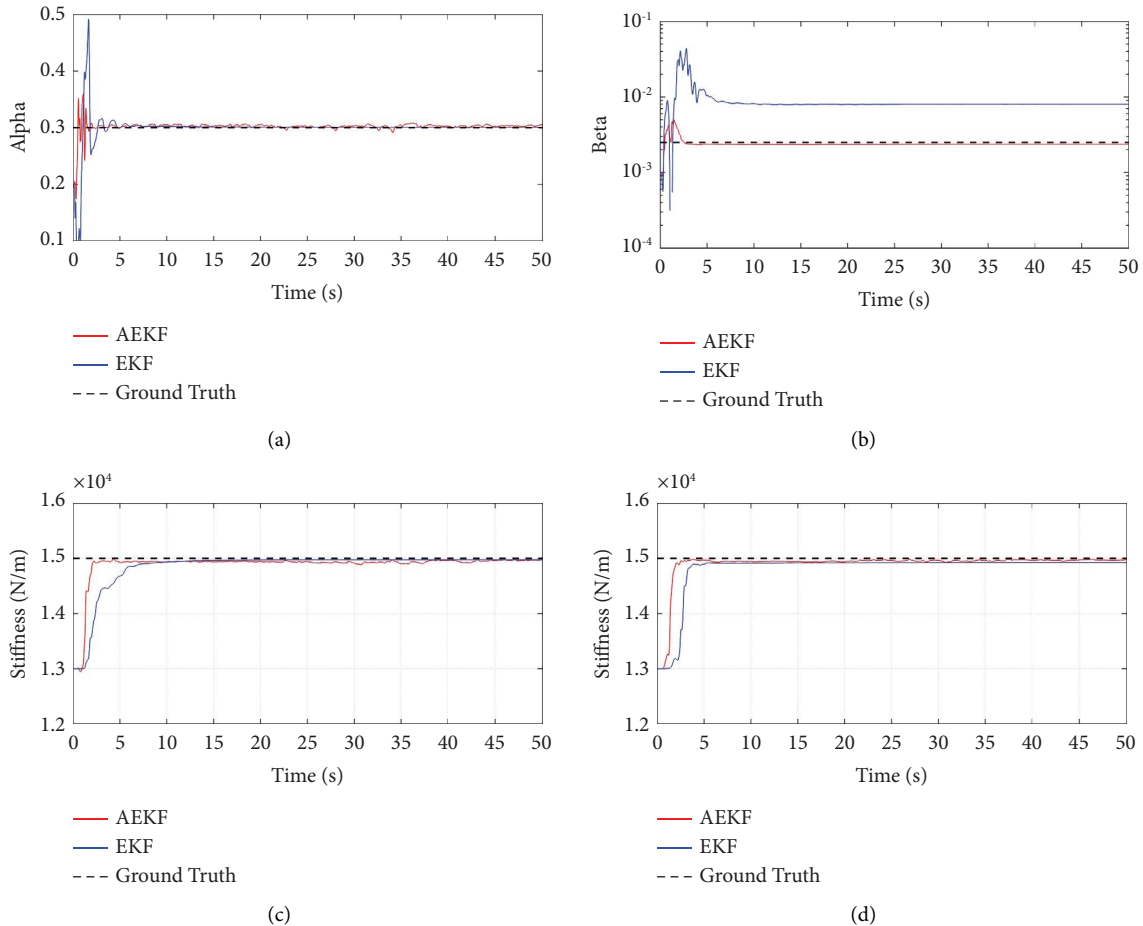 0.5
0.4
0.3
0.2
0.1
Alpha
0 5 10 15 20 25 30 35 40 45 50
Time (s)
AEKF
EKF
Ground Truth
(a)
10-1
10-2
10-3
10-4
Beta
0 5 10 15 20 25 30 35 40 45 50
Time (s)
AEKF
EKF
Ground Truth
(b)
×10⁴
1.6
1.5
1.4
1.3
1.2
Stiffness (N/m)
0 5 10 15 20 25 30 35 40 45 50
Time (s)
AEKF
EKF
Ground Truth
(c)
×10⁴
1.6
1.5
1.4
1.3
1.2
Stiffness (N/m)
0 5 10 15 20 25 30 35 40 45 50
Time (s)
AEKF
EKF
Ground Truth
(d)